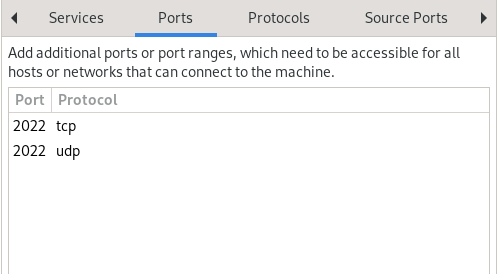 Services Ports Protocols Source Ports
Add additional ports or port ranges, which need to be accessible for all
hosts or networks that can connect to the machine.
Port Protocol
2022 tcp
2022 udp